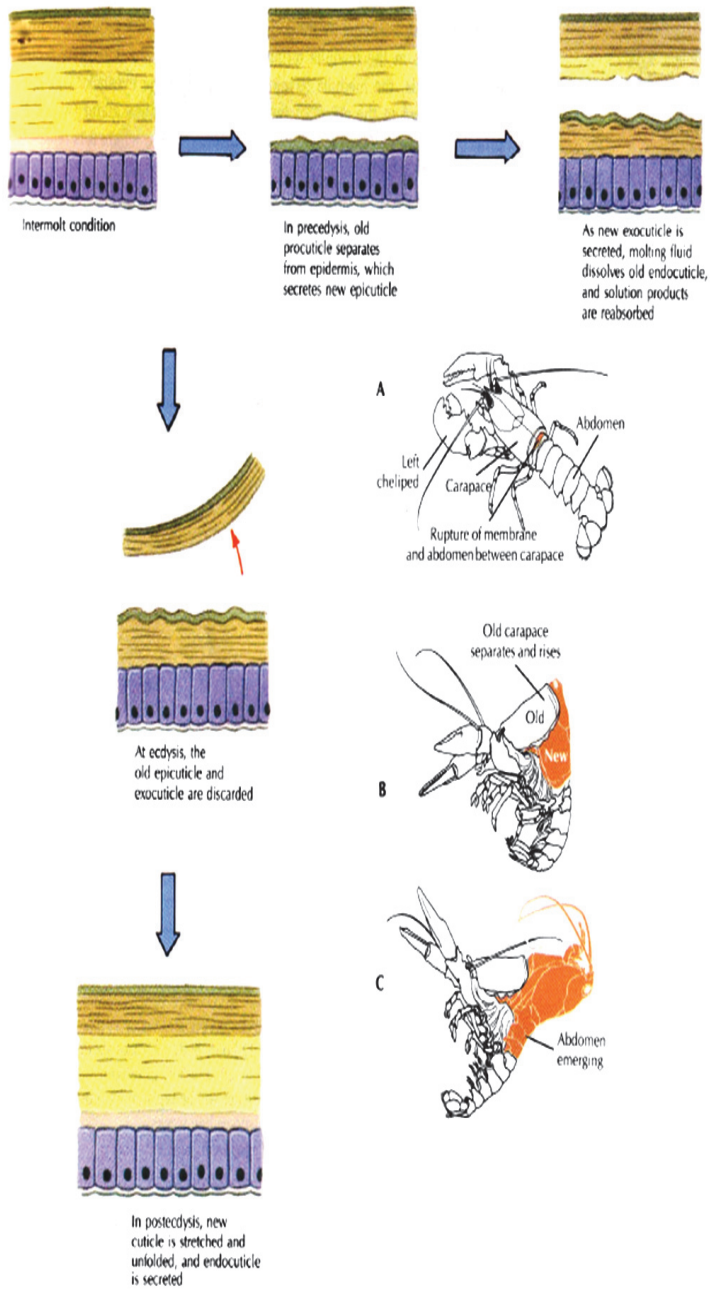 Intermolt condition
In precedysis, old
procuticle separates
from epidermis, which
secretes new epicuticle
As new exocuticle is
secreted, molting fluid
dissolves old endocuticle,
and solution products
are reabsorbed
A
Abdomen
Left
cheliped
Carapace
Rupture of membrane
and abdomen between carapace
At ecdysis, the
old epicuticle and
exocuticle are discarded
Old carapace
separates and rises
Old
New
B
C
Abdomen
emerging
In postecdysis, new
cuticle is stretched and
unfolded, and endocuticle
is secreted